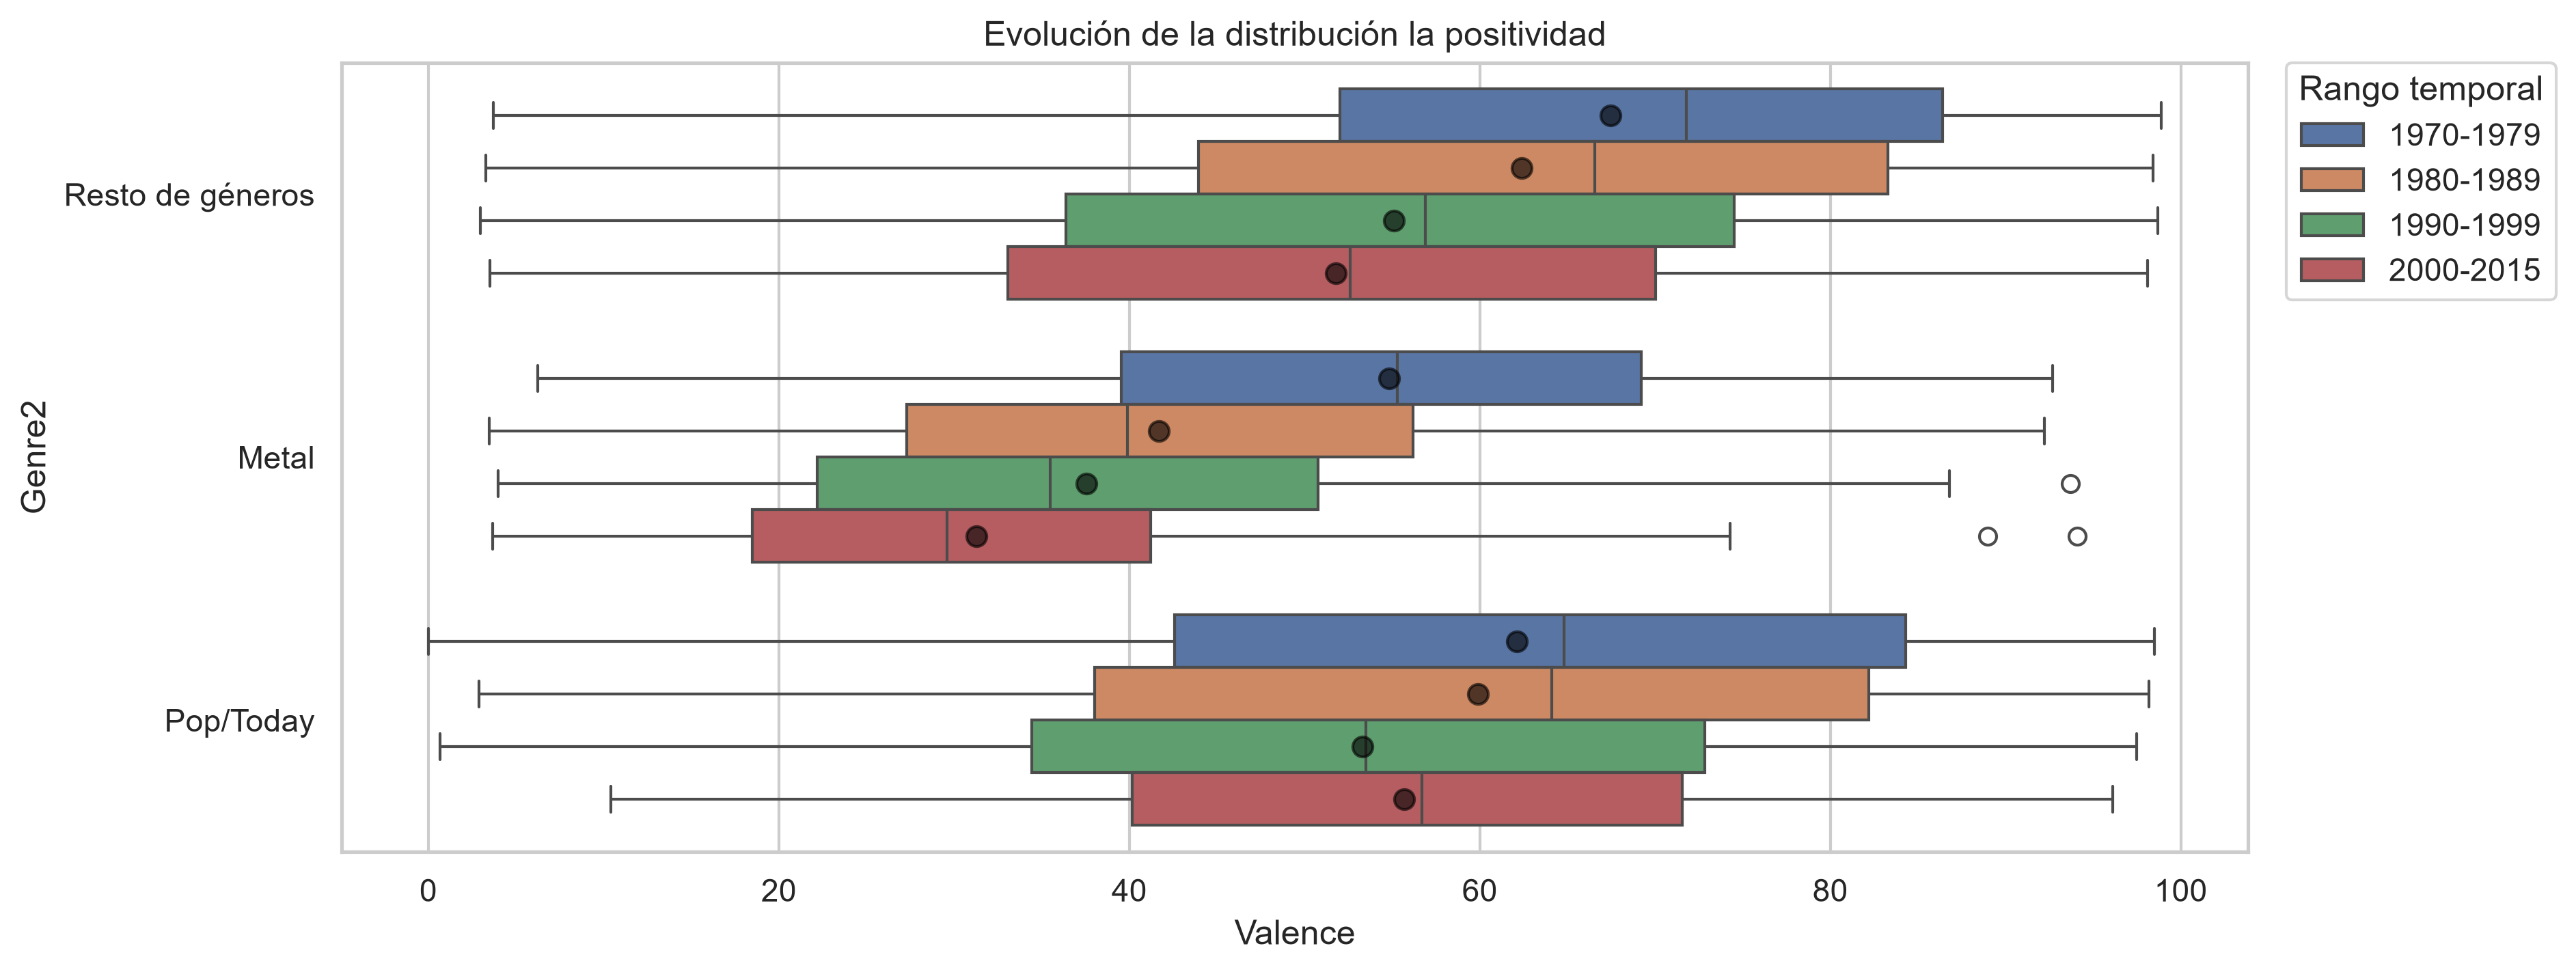 Evolución de la distribución la positividad
Rango temporal
1970-1979
1980-1989
1990-1999
2000-2015
Genre2
Resto de géneros
Metal
Pop/Today
0 20 40 60 80 100
Valence